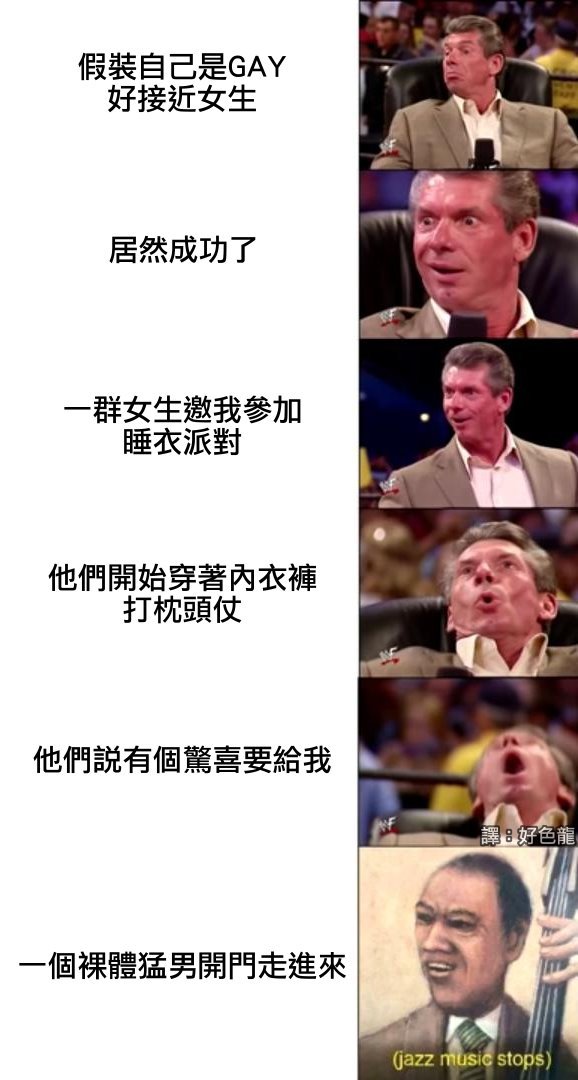 假裝自己是GAY
好接近女生
居然成功了
一群女生邀我參加
睡衣派對
他們開始穿著內衣褲
打枕頭仗
他們說有個驚喜要給我
譯：好色龍
一個裸體猛男開門走進來
(jazz music stops)